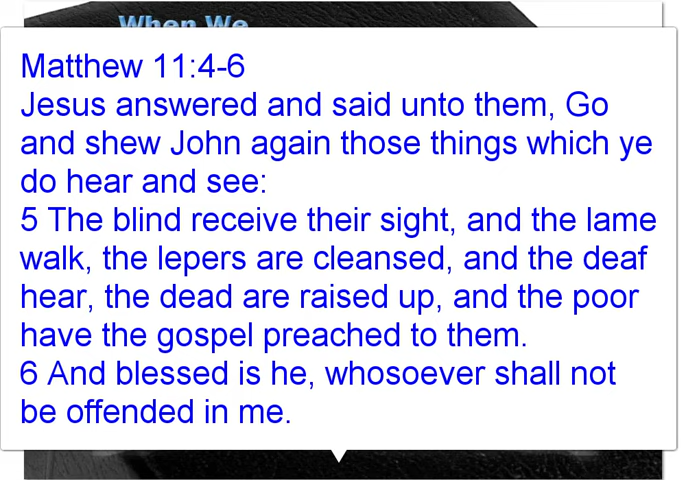 When We
Matthew 11:4-6
Jesus answered and said unto them, Go
and shew John again those things which ye
do hear and see:
5 The blind receive their sight, and the lame
walk, the lepers are cleansed, and the deaf
hear, the dead are raised up, and the poor
have the gospel preached to them.
6 And blessed is he, whosoever shall not
be offended in me.